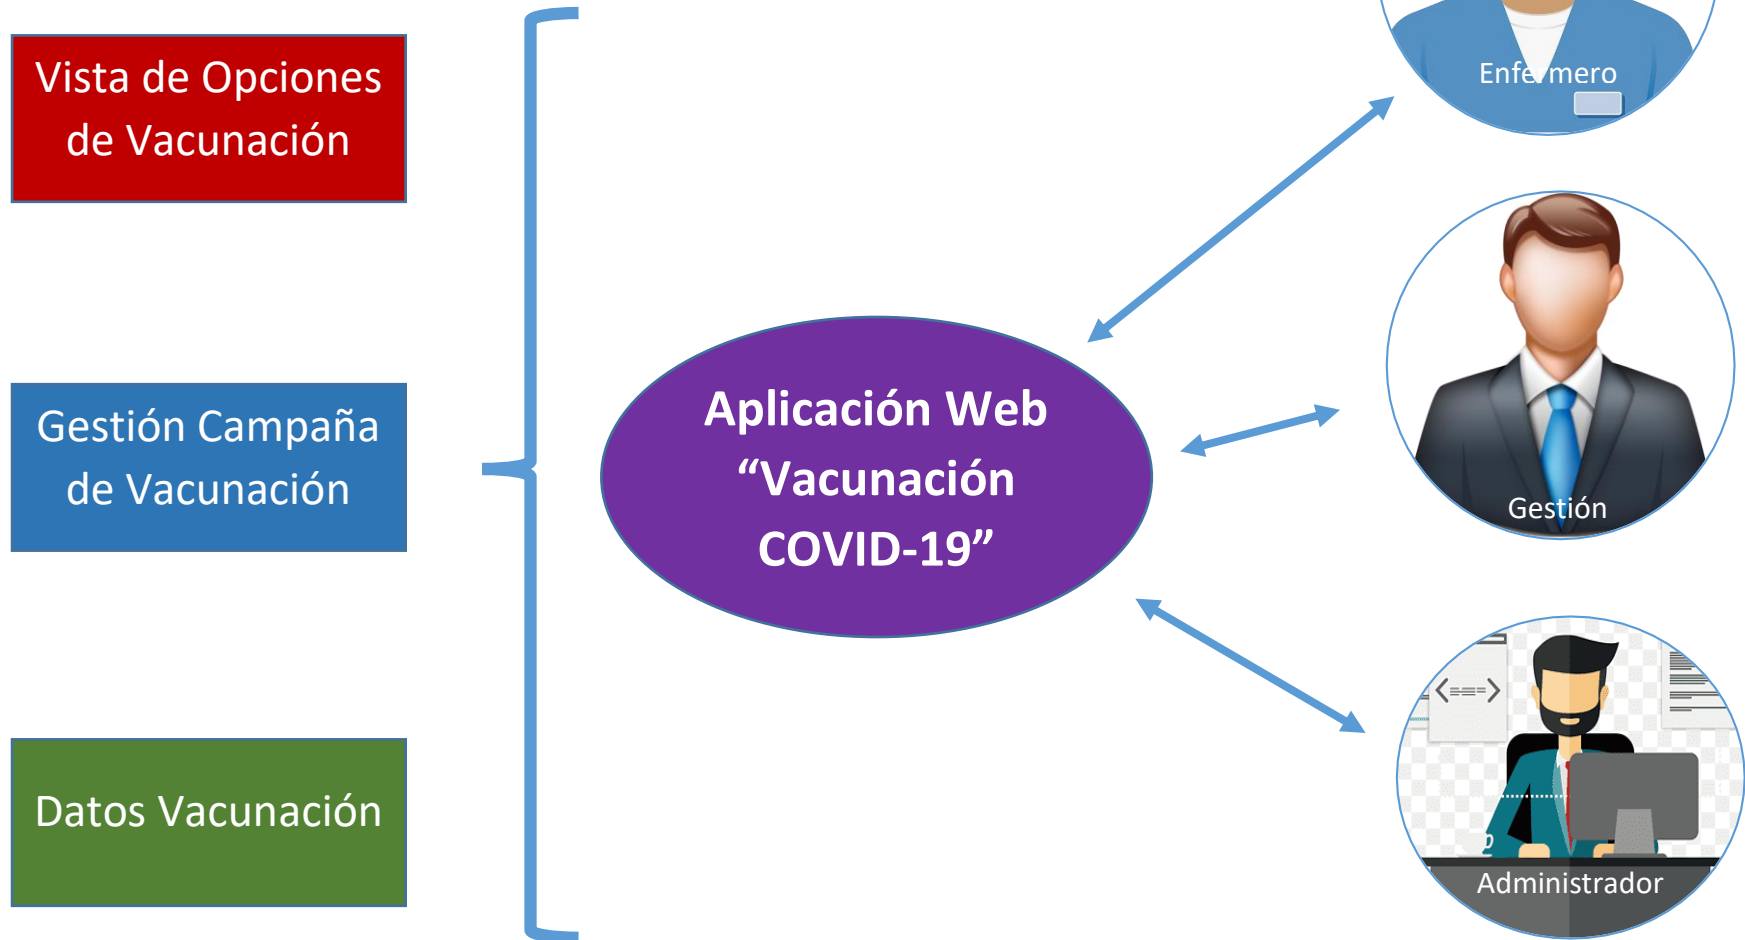 Vista de Opciones
de Vacunación
Gestión Campaña
de Vacunación
Datos Vacunación
Aplicación Web
“Vacunación
COVID-19”
Enfermero
Gestión
Administrador